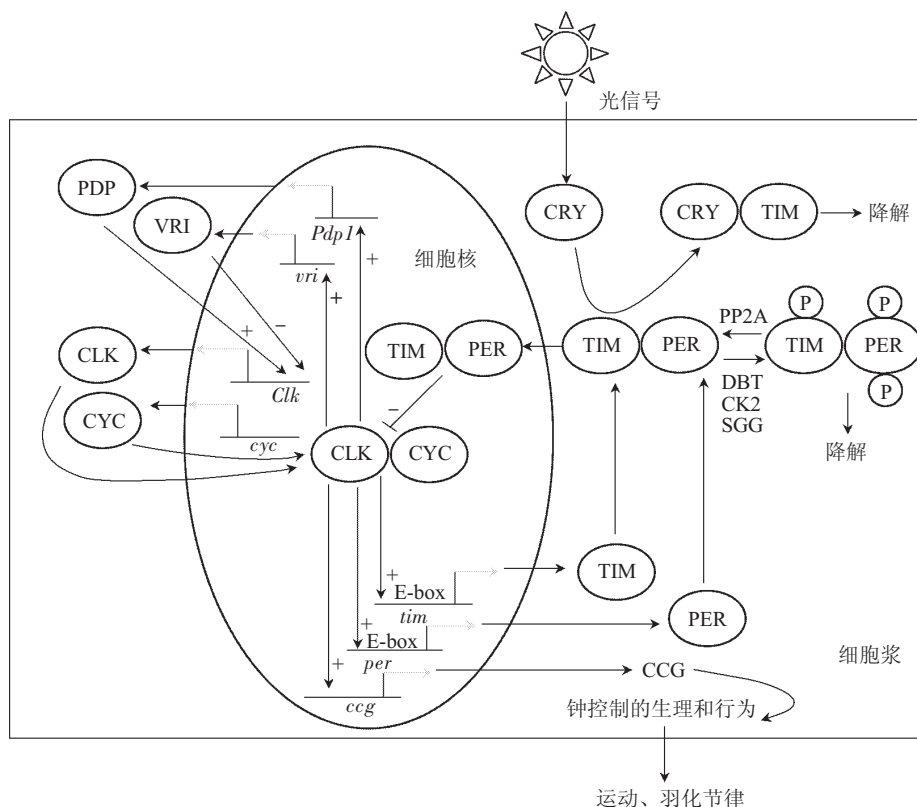 光信号
PDP
CRY
CRY
TIM
降解
VRI
Pdp1
+
细胞核
vri
+
P
P
PP2A
TIM
PER
TIM
PER
TIM
PER
+
−
CLK
Clk
DBT
CK2
SGG
P
−
CYC
cyc
CLK
CYC
降解
TIM
+
E-box
tim
PER
+
E-box
per
细胞浆
+
CCG
ccg
钟控制的生理和行为
运动、羽化节律